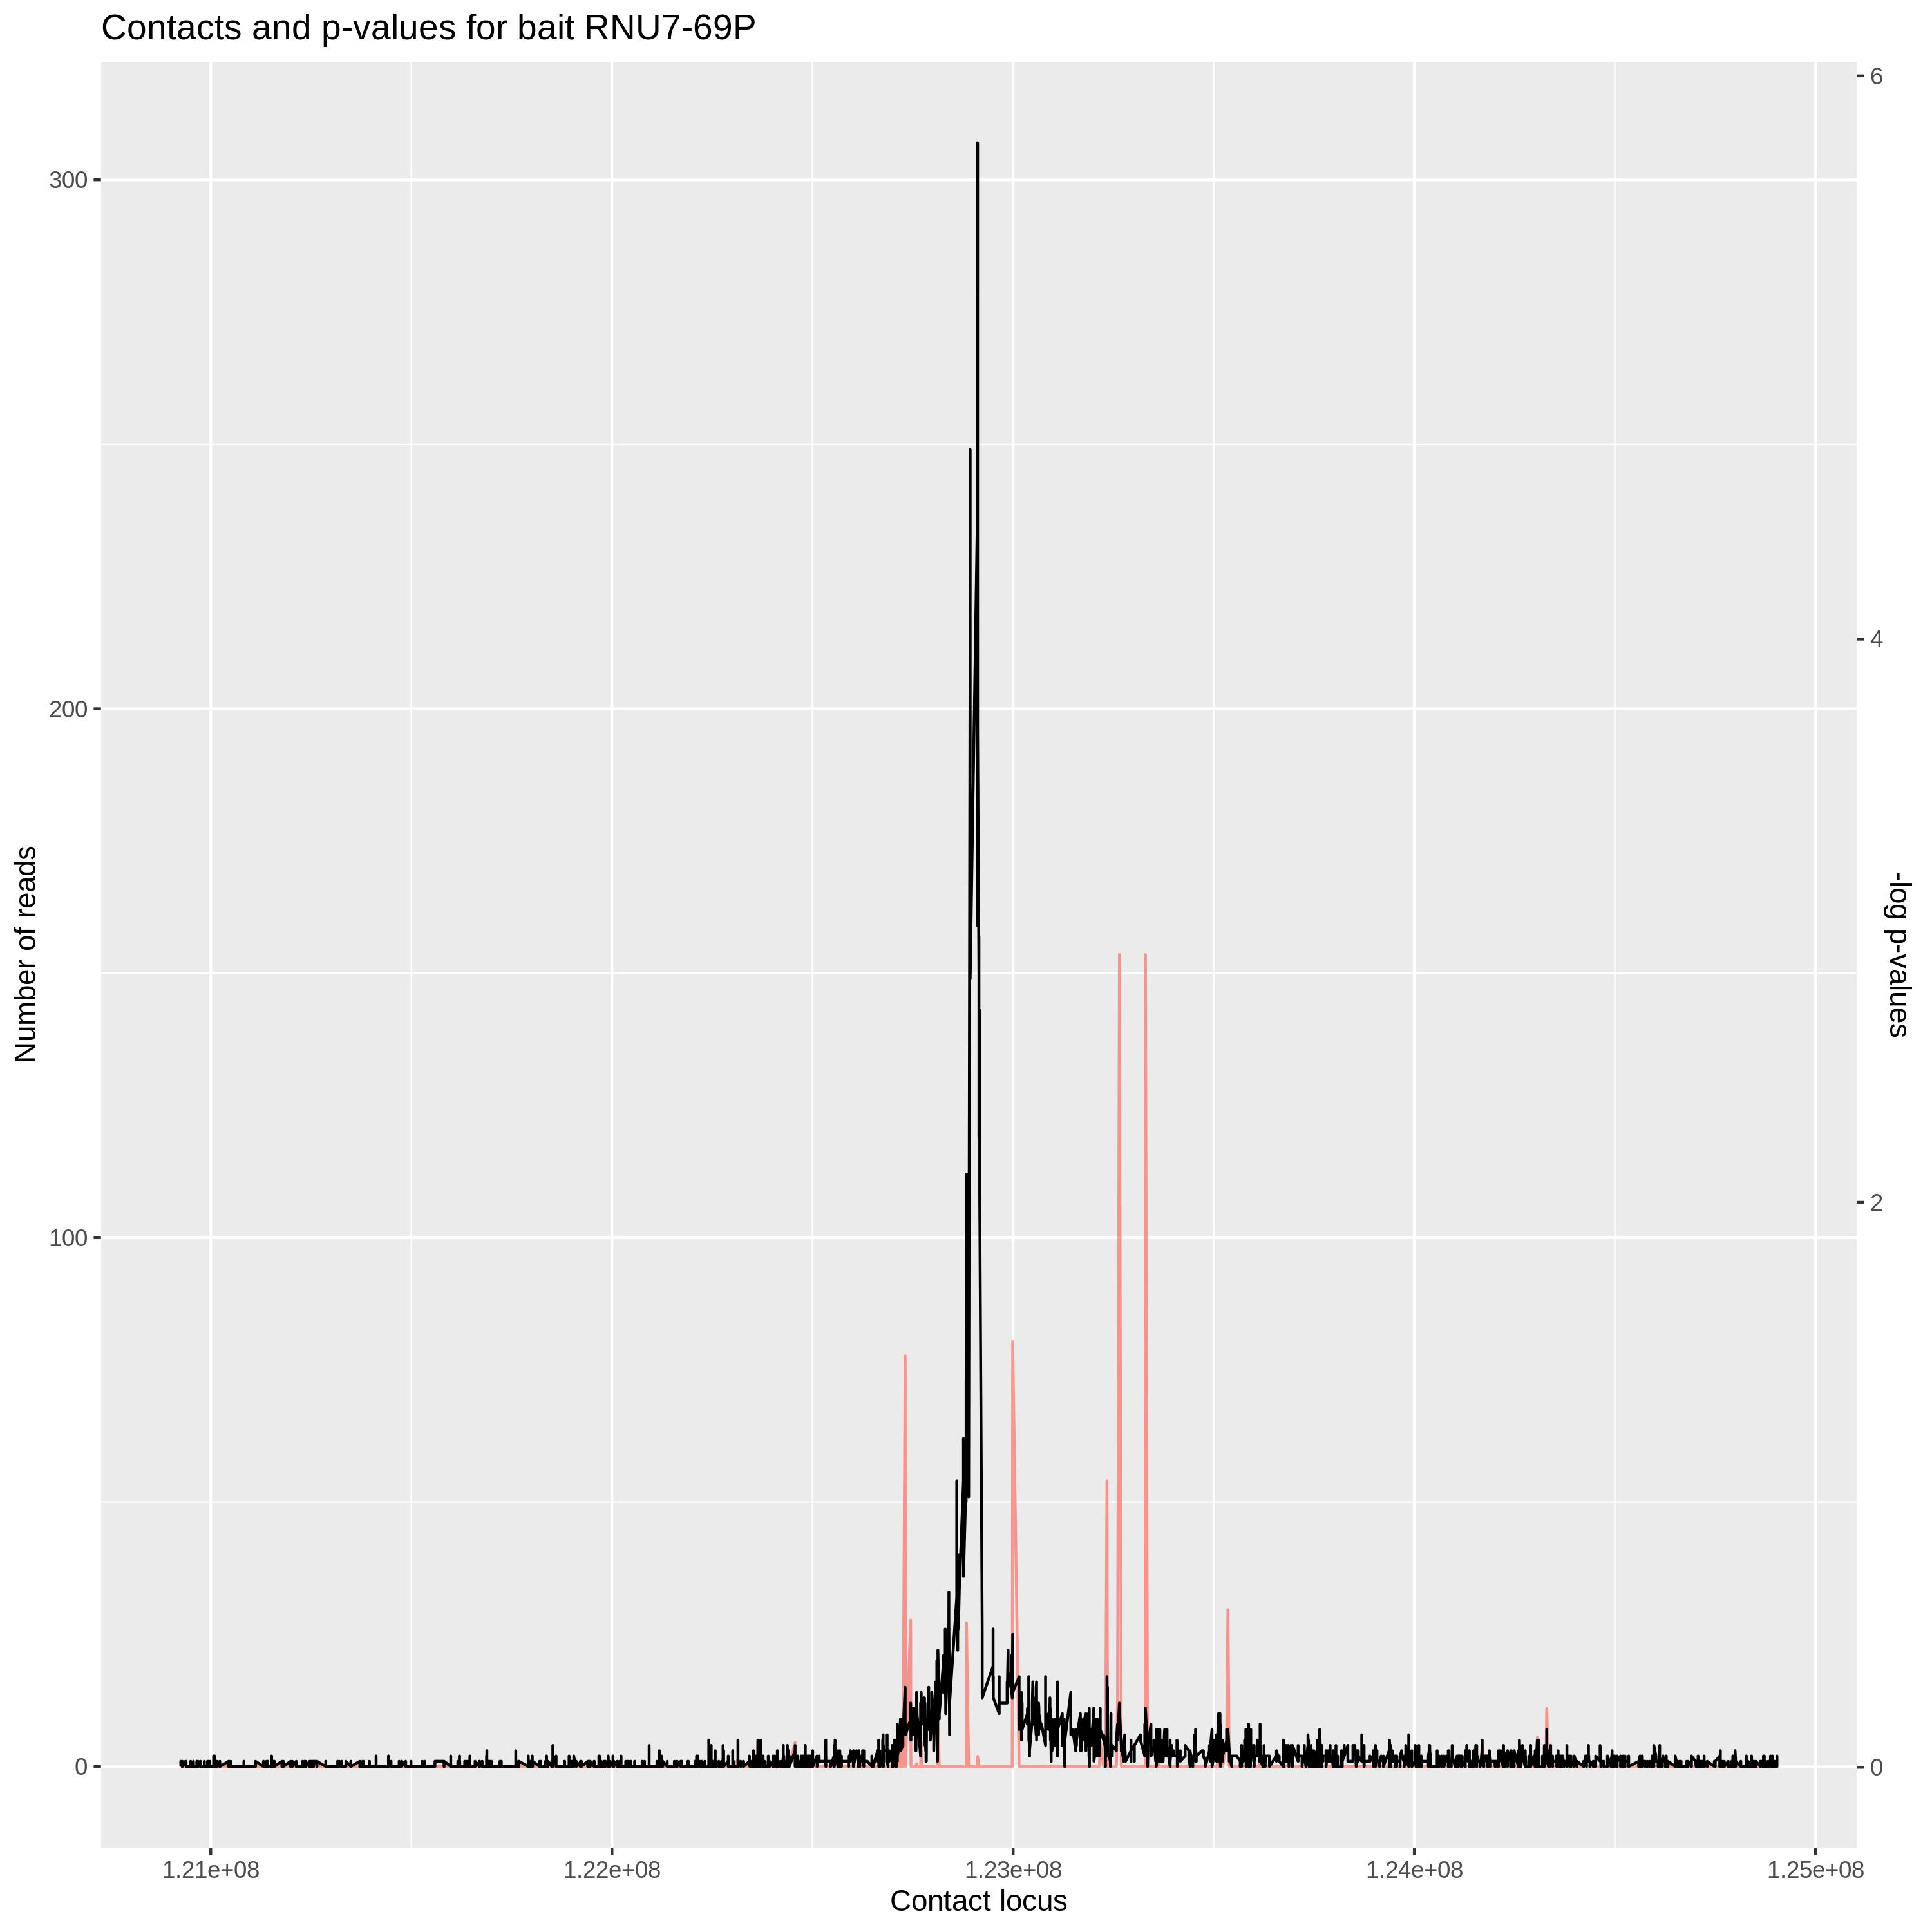 Contacts and p-values for bait RNU7-69P
300
200
100
0
Number of reads
6
4
2
0
-log p-values
1.21e+08
1.22e+08
1.23e+08
1.24e+08
1.25e+08
Contact locus